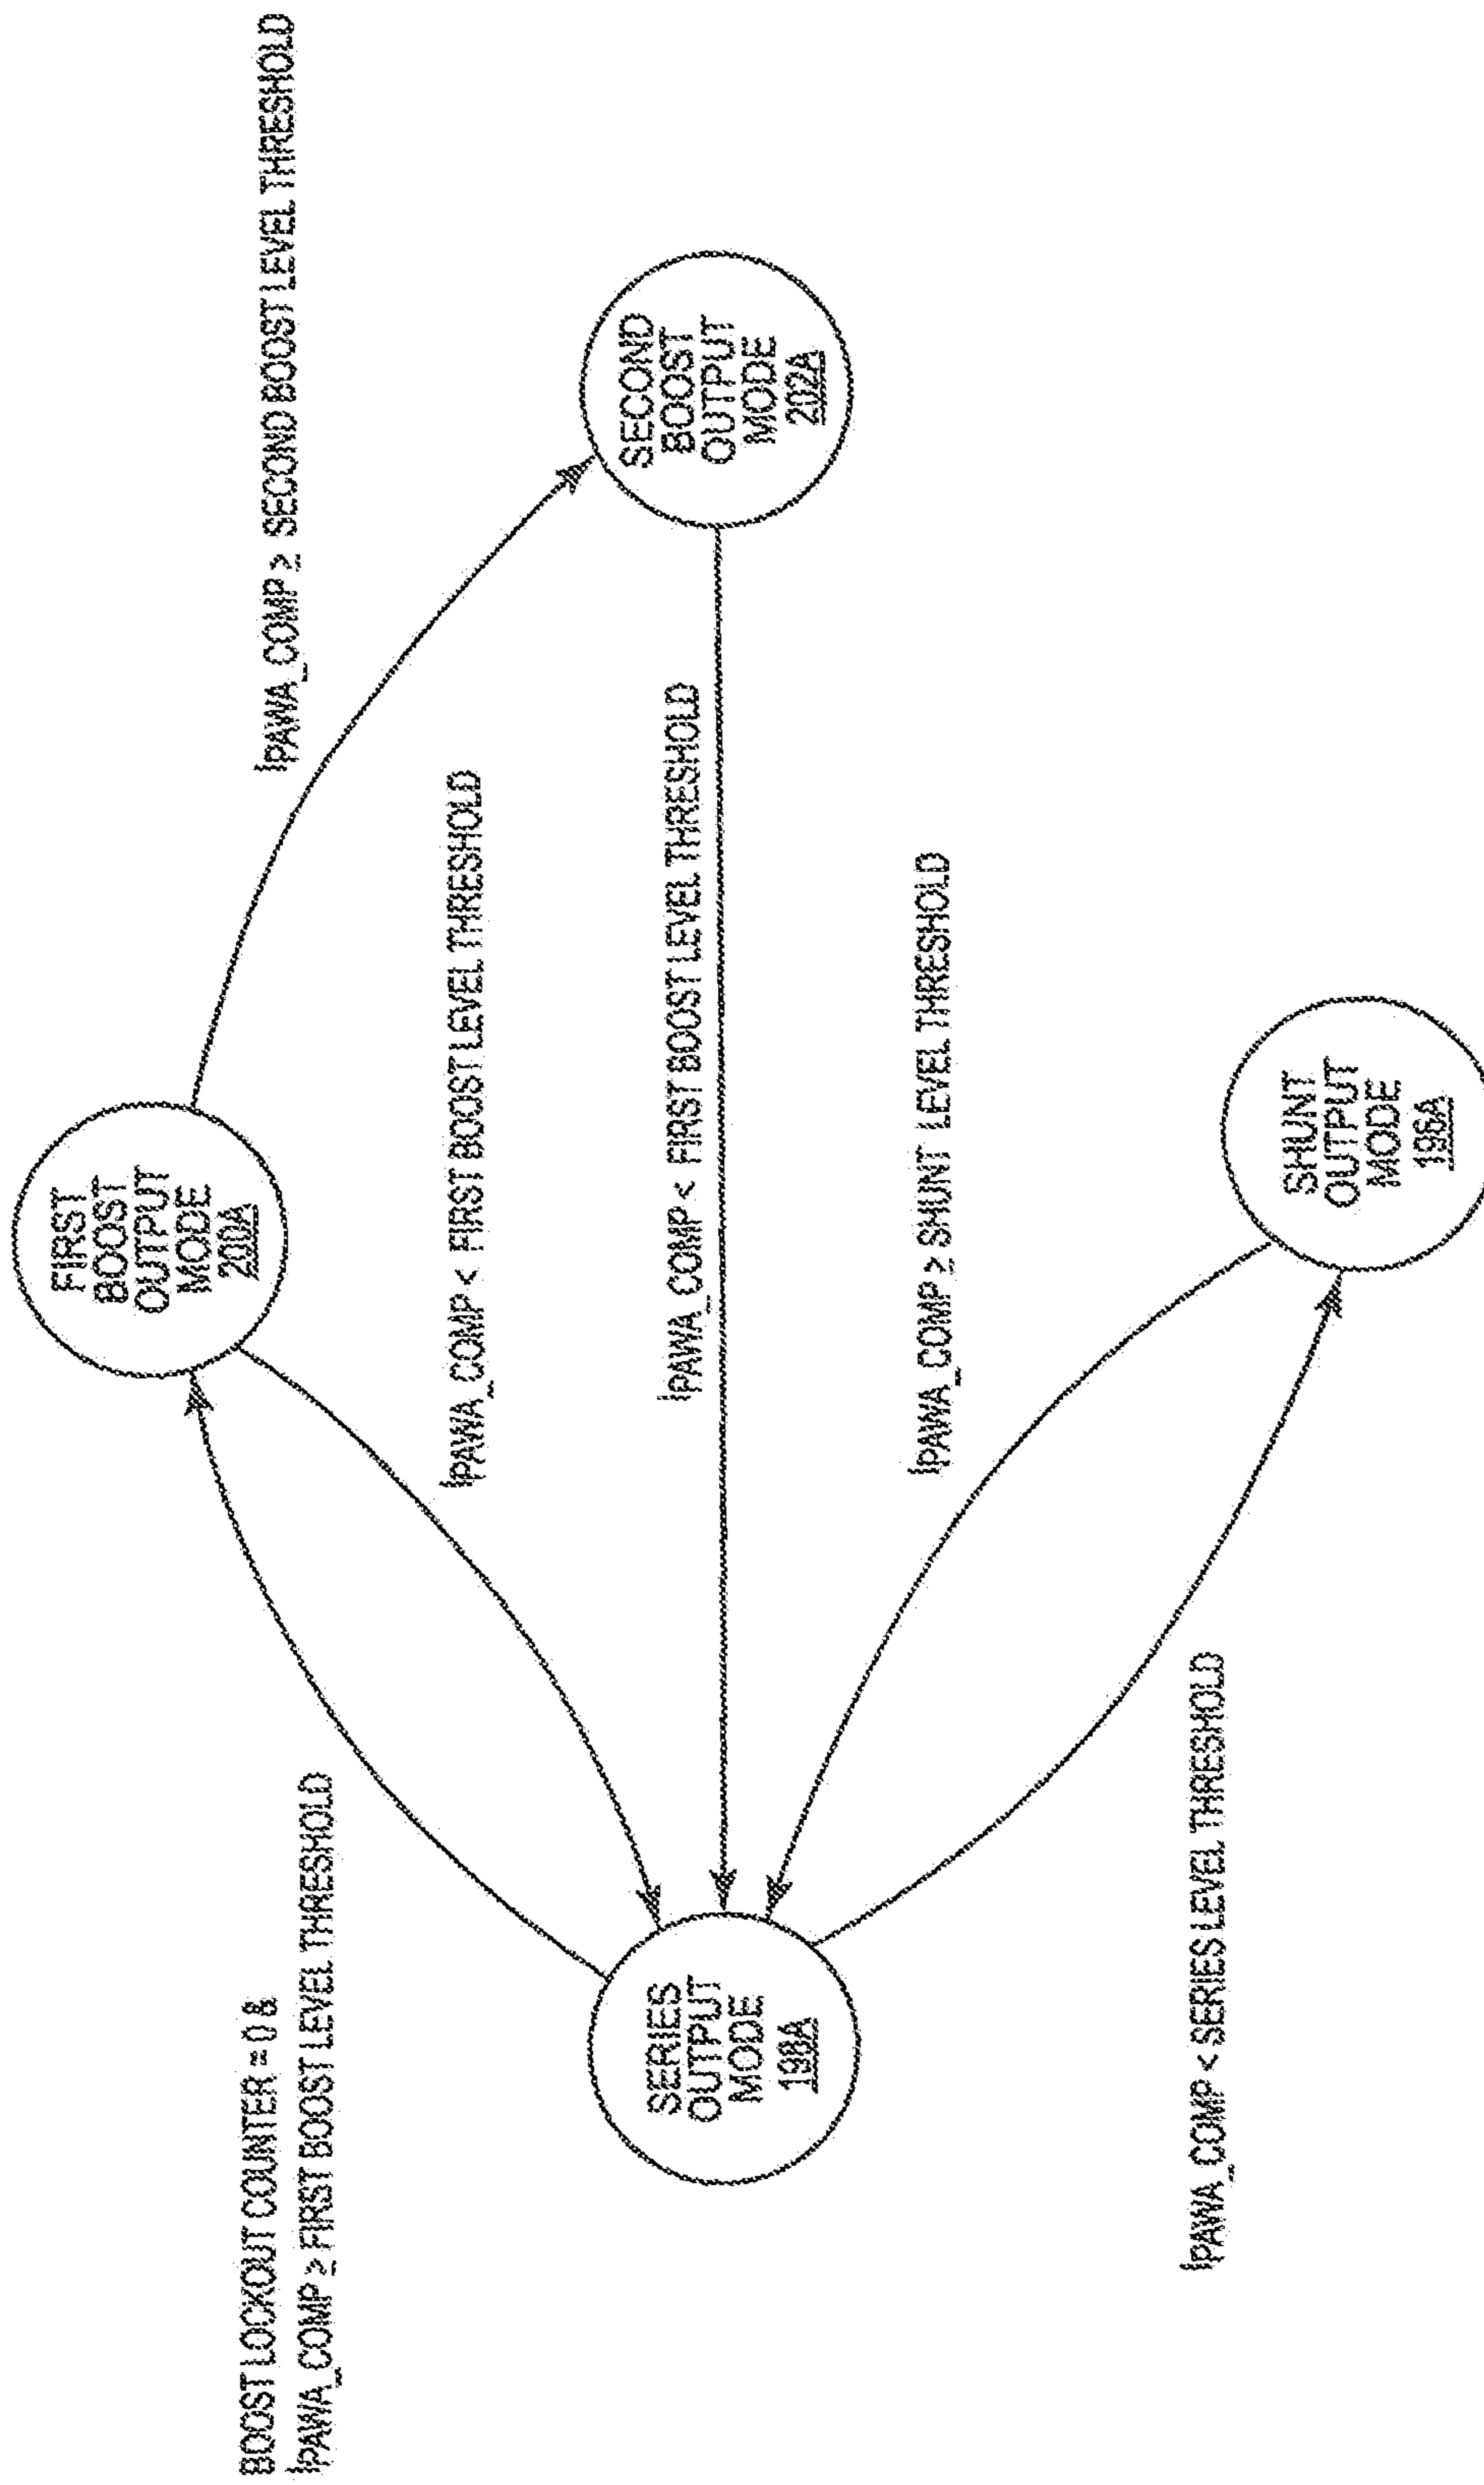 BOOST LOCKOUT COUNTER = 0 &
IPAWA_COMP ≥ FIRST BOOST LEVEL THRESHOLD
FIRST
BOOST
OUTPUT
MODE
200A
IPAWA_COMP ≥ SECOND BOOST LEVEL THRESHOLD
IPAWA_COMP < FIRST BOOST LEVEL THRESHOLD
SERIES
OUTPUT
MODE
198A
IPAWA_COMP < FIRST BOOST LEVEL THRESHOLD
SECOND
BOOST
OUTPUT
MODE
202A
IPAWA_COMP ≥ SHUNT LEVEL THRESHOLD
IPAWA_COMP < SERIES LEVEL THRESHOLD
SHUNT
OUTPUT
MODE
196A